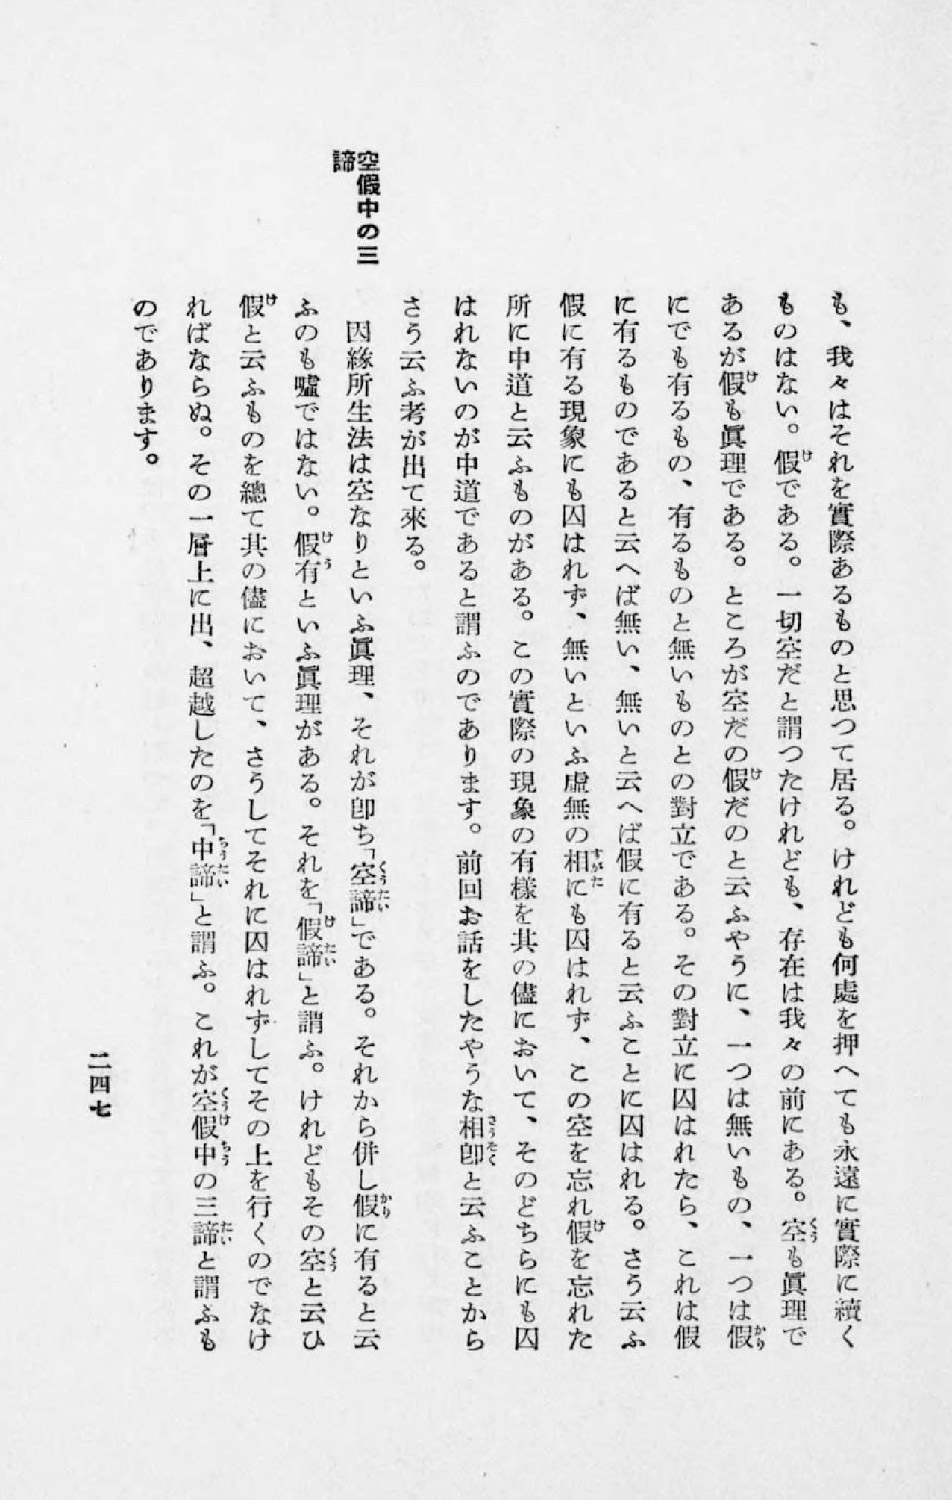 も、我々はそれを實際あるものと思つて居る。けれども何處を押へても永遠に實際に續く
ものはない。假である。一切空だと謂つたけれども、存在は我々の前にある。空も眞理で
あるが假も眞理である。ところが空だの假だのと云ふやうに、一つは無いもの、一つは假
にでも有るもの、有るものと無いものとの對立である。その對立に囚はれたら、これは假
に有るものであると云へば無い、無いと云へば假に有ると云ふことに囚はれる。さう云ふ
假に有る現象にも囚はれず、無いといふ虛無の相にも囚はれず、この空を忘れ假を忘れた
所に中道と云ふものがある。この實際の現象の有樣を其の儘において、そのどちらにも囚
はれないのが中道であると謂ふのであります。前回お話をしたやうな相卽と云ふことから
さう云ふ考が出て來る。
空假中の三
諦
因緣所生法は空なりといふ眞理、それが卽ち「空諦」である。それから併し假に有ると云
ふのも噓ではない。假有といふ眞理がある。それを「假諦」と謂ふ。けれどもその空と云ひ
假と云ふものを總て其の儘において、さうしてそれに囚はれずしてその上を行くのでなけ
ればならぬ。その一層上に出、超越したのを「中諦」と謂ふ。これが空假中の三諦と謂ふも
のであります。
二四七